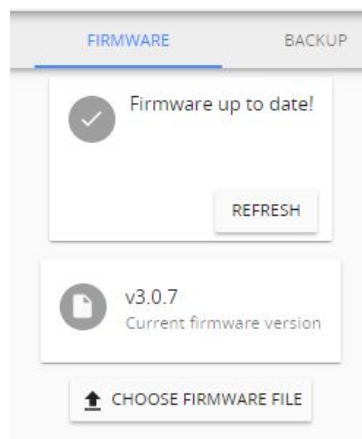 FIRMWARE BACKUP
Firmware up to date!
REFRESH
v3.0.7
Current firmware version
CHOOSE FIRMWARE FILE